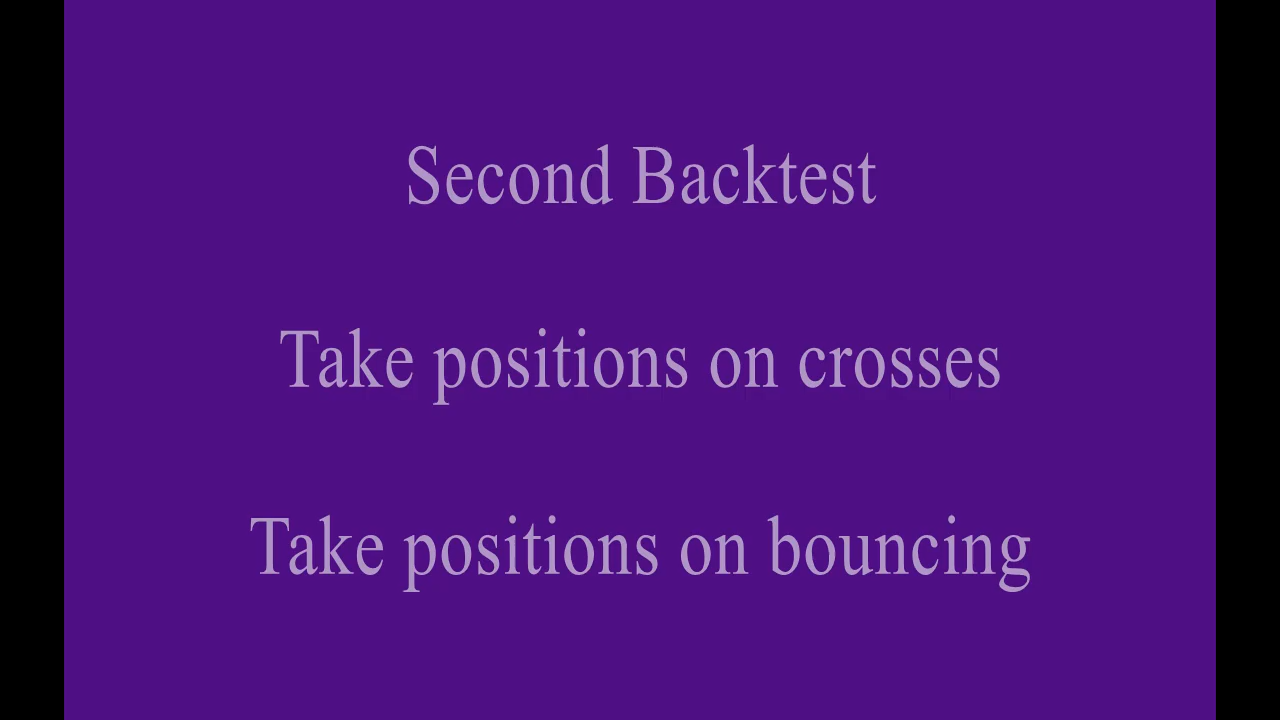 Second Backtest
Take positions on crosses
Take positions on bouncing